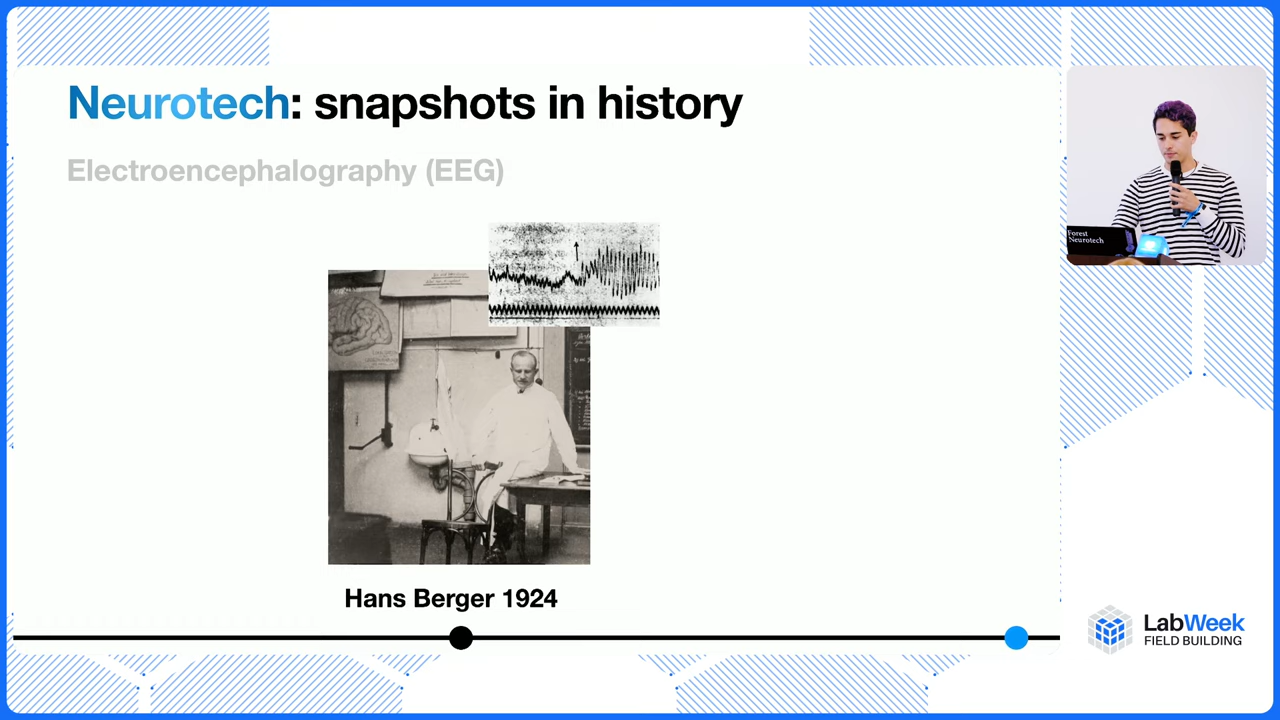 Neurotech: snapshots in history
Electroencephalography (EEG)
Hans Berger 1924
Forest
Neurotech
LabWeek
FIELD BUILDING